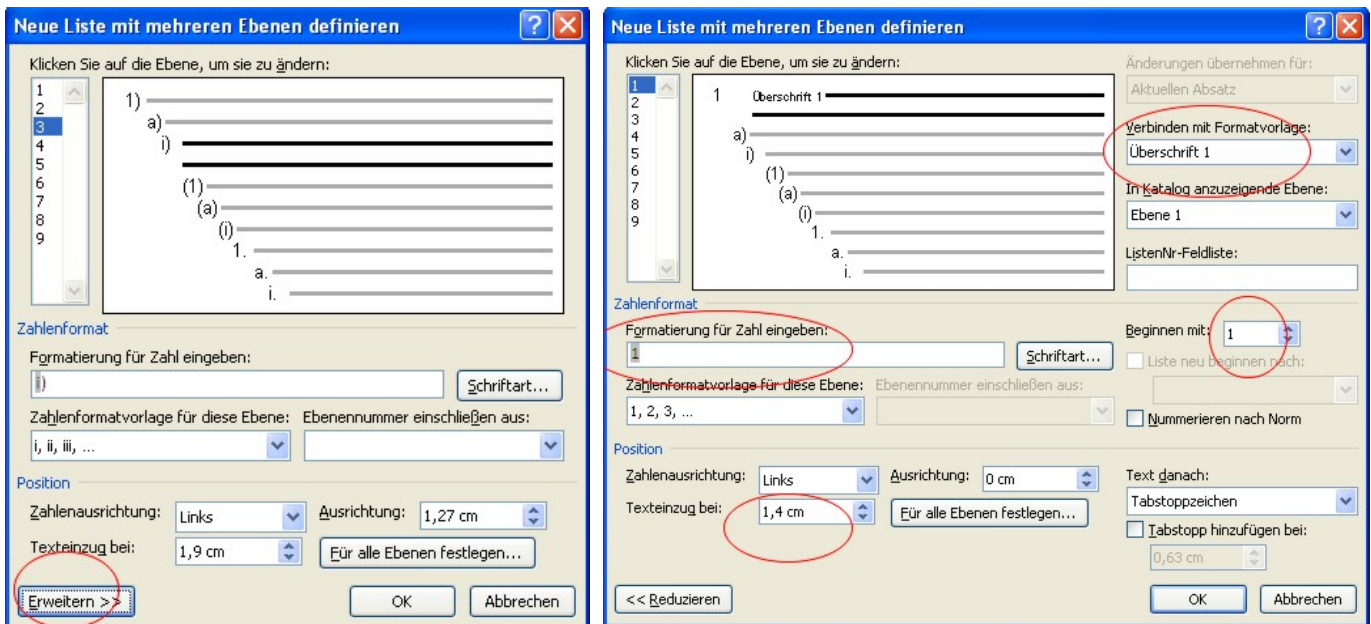 Neue Liste mit mehreren Ebenen definieren
Klicken Sie auf die Ebene, um sie zu ändern:
1
2
3
4
5
6
7
8
9
1)
a)
i)
(1)
(a)
(i)
1.
a.
i.
Zahlenformat
Formatierung für Zahl eingeben:
i)
Schriftart...
Zahlenformatvorlage für diese Ebene: Ebenennummer einschließen aus:
i, ii, iii, ...
Position
Zahlenausrichtung: Links Ausrichtung: 1,27 cm
Texteinzug bei: 1,9 cm Für alle Ebenen festlegen...
Erweitern >> OK Abbrechen
Neue Liste mit mehreren Ebenen definieren
Klicken Sie auf die Ebene, um sie zu ändern:
1
2
3
4
5
6
7
8
9
1 Überschrift 1
a)
i)
(1)
(a)
(i)
1.
a.
i.
Änderungen übernehmen für:
Aktuellen Absatz
Verbinden mit Formatvorlage:
Überschrift 1
In Katalog anzuzeigende Ebene:
Ebene 1
ListenNr-Feldliste:
Zahlenformat
Formatierung für Zahl eingeben:
1
Schriftart...
Zahlenformatvorlage für diese Ebene: Ebenennummer einschließen aus:
1, 2, 3, ...
Beginnen mit: 1
Liste neu beginnen nach:
Nummerieren nach Norm
Position
Zahlenausrichtung: Links Ausrichtung: 0 cm
Texteinzug bei: 1,4 cm Für alle Ebenen festlegen...
Text danach:
Tabstoppzeichen
Tabstopp hinzufügen bei:
0,63 cm
<< Reduzieren OK Abbrechen